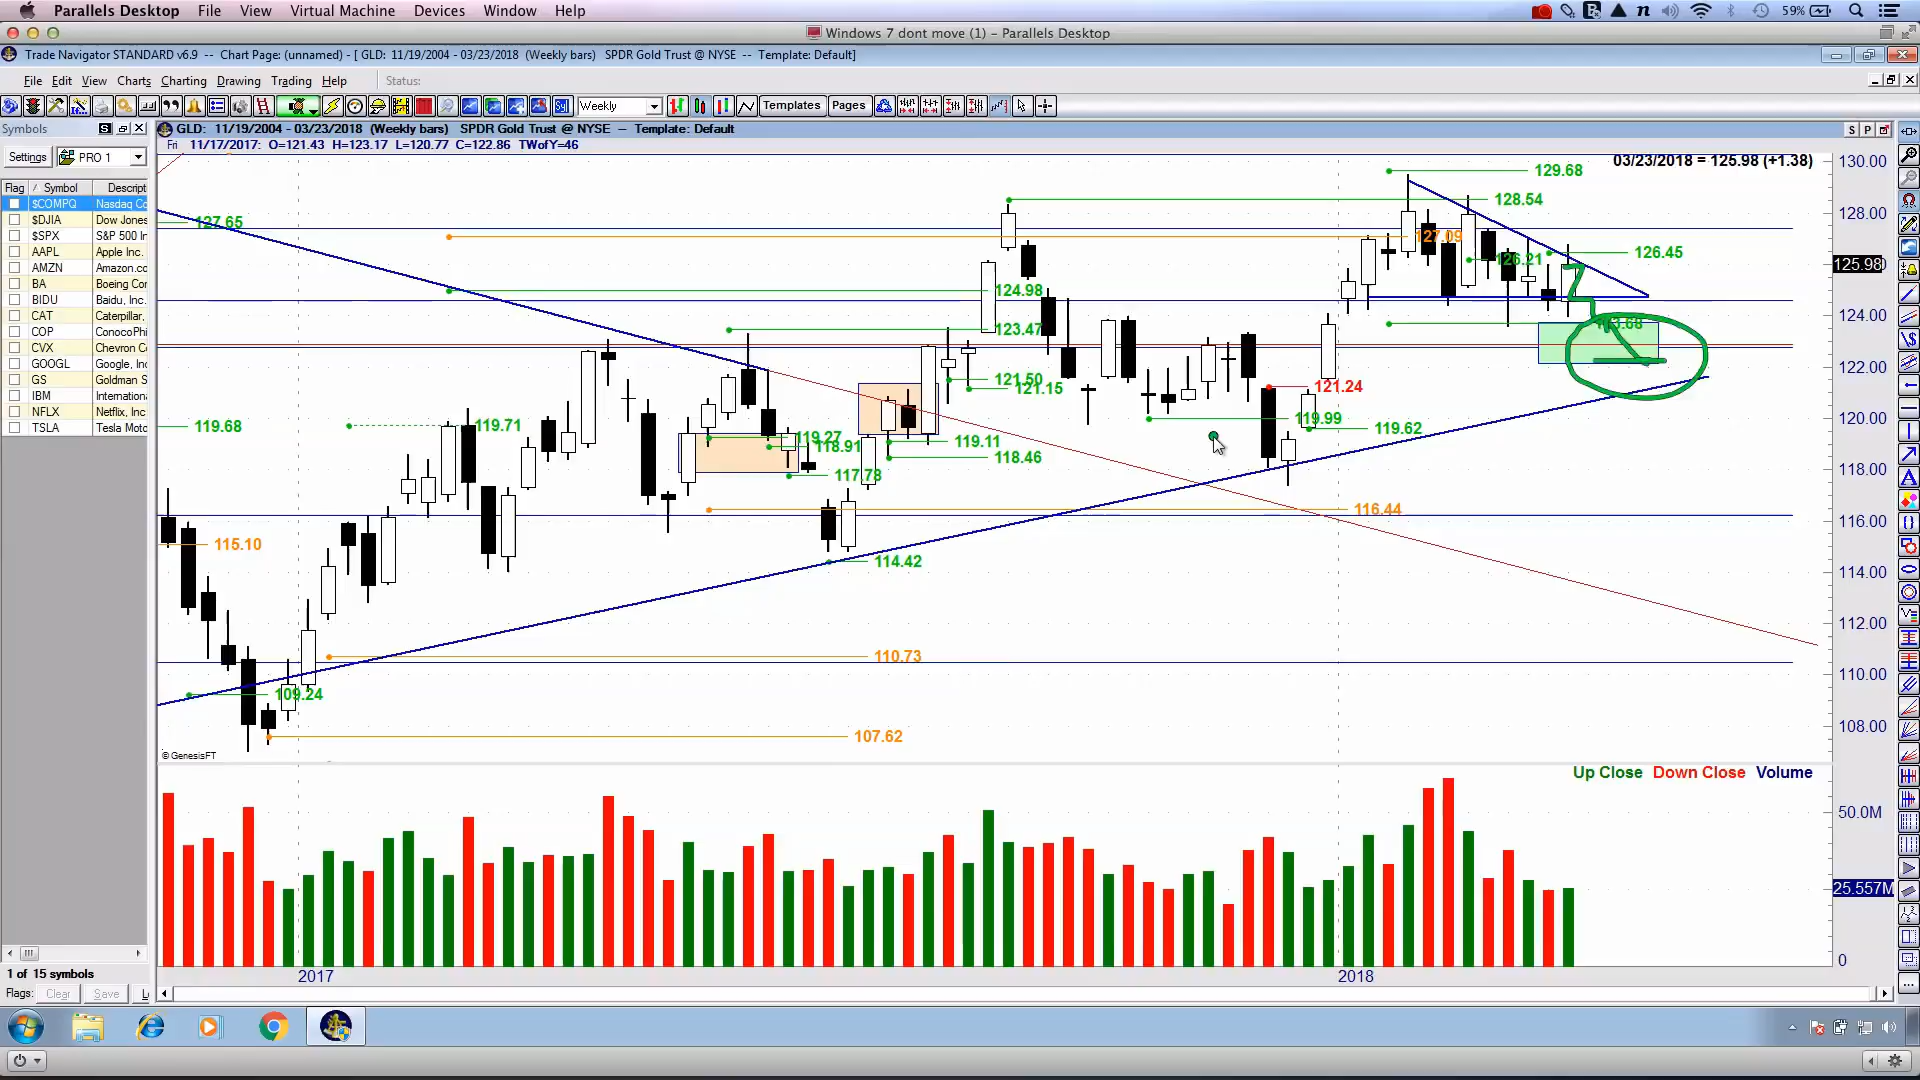 Parallels Desktop File View Virtual Machine Devices Window Help 59%
Windows 7 dont move (1) - Parallels Desktop
Trade Navigator STANDARD v6.9 -- Chart Page: (unnamed) - [ GLD: 11/19/2004 - 03/23/2018 (Weekly bars) SPDR Gold Trust @ NYSE -- Template: Default]
File Edit View Charts Charting Drawing Trading Help Status:
Weekly Templates Pages
Symbols S
GLD: 11/19/2004 - 03/23/2018 (Weekly bars) SPDR Gold Trust @ NYSE -- Template: Default S P
Fri 11/17/2017: O=121.43 H=123.17 L=120.77 C=122.86 TWofY=46
Settings PRO 1
03/23/2018 = 125.98 (+1.38)
Flag Symbol Descript
$COMPQ Nasdaq Co
$DJIA Dow Jones
$SPX S&P 500 In
AAPL Apple Inc.
AMZN Amazon.co
BA Boeing Cor
BIDU Baidu, Inc.
CAT Caterpillar,
COP ConocoPhi
CVX Chevron C
GOOGL Google, Inc
GS Goldman S
IBM Internation
NFLX Netflix, Inc
TSLA Tesla Moto
130.00
128.00
125.98
124.00
122.00
120.00
118.00
116.00
114.00
112.00
110.00
108.00
129.68
128.54
127.65
127.09
126.45
126.21
124.98
123.47
121.50
121.15
121.24
119.99
119.62
119.68
119.71
119.27
118.91
119.11
118.46
117.78
116.44
115.10
114.42
110.73
109.24
107.62
© GenesisFT
Up Close Down Close Volume
50.0M
25.557M
0
2017 2018
1 of 15 symbols
Flags: Clear Save